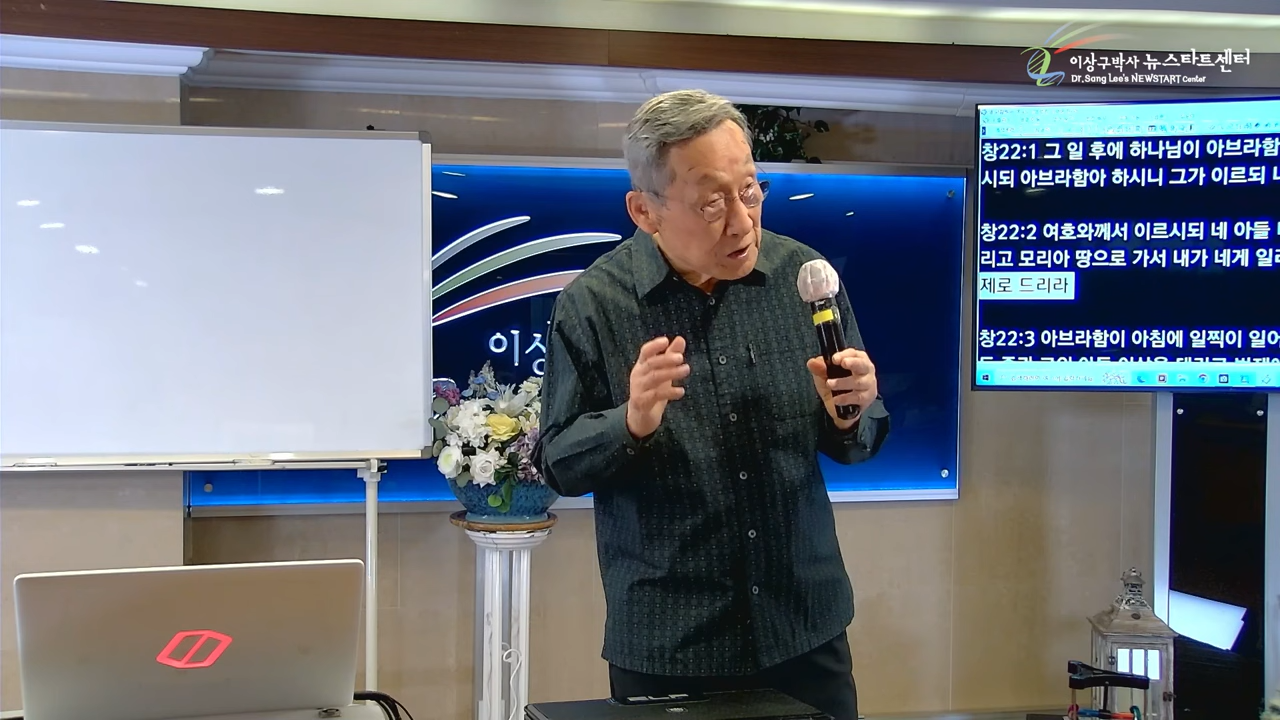 이상구박사 뉴스타트센터
Dr. Sang Lee's NEWSTART Center
창22:1 그 일 후에 하나님이 아브라함
시되 아브라함아 하시니 그가 이르되 내
창22:2 여호와께서 이르시되 네 아들
리고 모리아 땅으로 가서 내가 네게 일러
제로 드리라
창22:3 아브라함이 아침에 일찍이 일어
이상